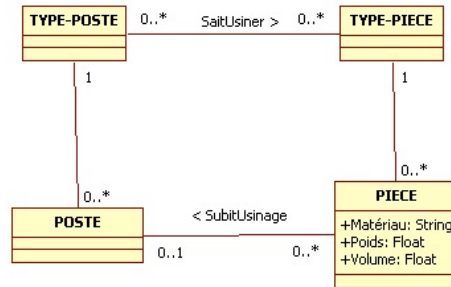 TYPE-POSTE
0..*
SaitUsiner >
0..*
TYPE-PIECE
1
1
0..*
0..*
POSTE
< SubitUsinage
PIECE
+Matériau: String
+Poids: Float
+Volume: Float
0..1
0..*